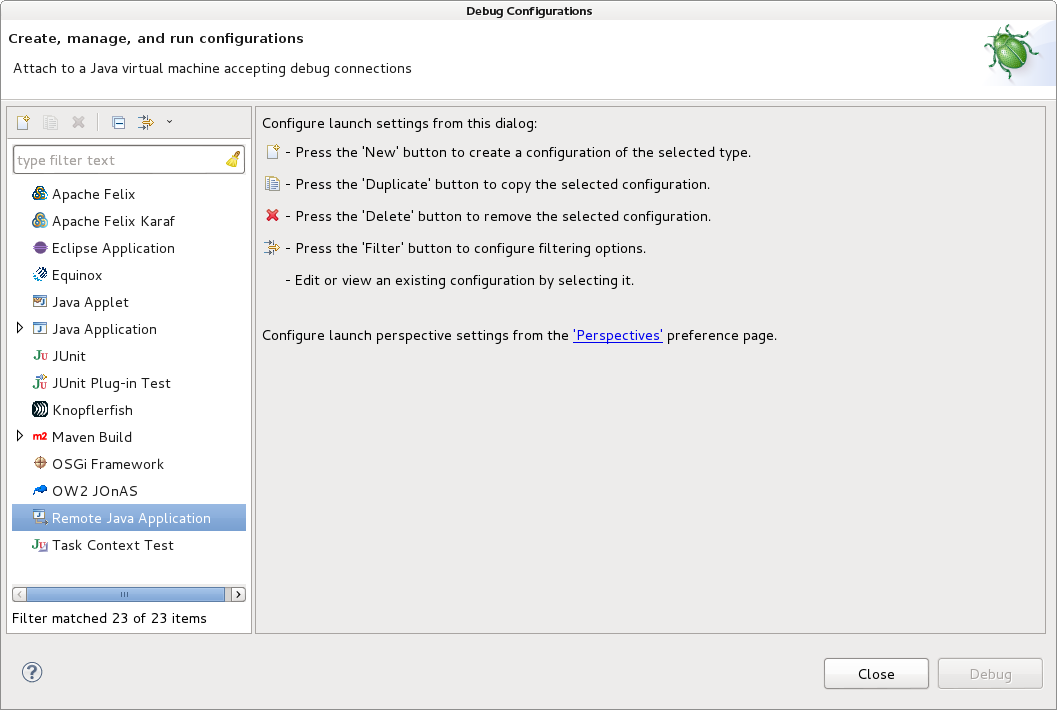 Debug Configurations
Create, manage, and run configurations
Attach to a Java virtual machine accepting debug connections
type filter text
Apache Felix
Apache Felix Karaf
Eclipse Application
Equinox
Java Applet
Java Application
JUnit
JUnit Plug-in Test
Knopflerfish
m2 Maven Build
OSGi Framework
OW2 JOnAS
Remote Java Application
Task Context Test
Filter matched 23 of 23 items
Configure launch settings from this dialog:
- Press the 'New' button to create a configuration of the selected type.
- Press the 'Duplicate' button to copy the selected configuration.
- Press the 'Delete' button to remove the selected configuration.
- Press the 'Filter' button to configure filtering options.
- Edit or view an existing configuration by selecting it.
Configure launch perspective settings from the 'Perspectives' preference page.
?
Close
Debug